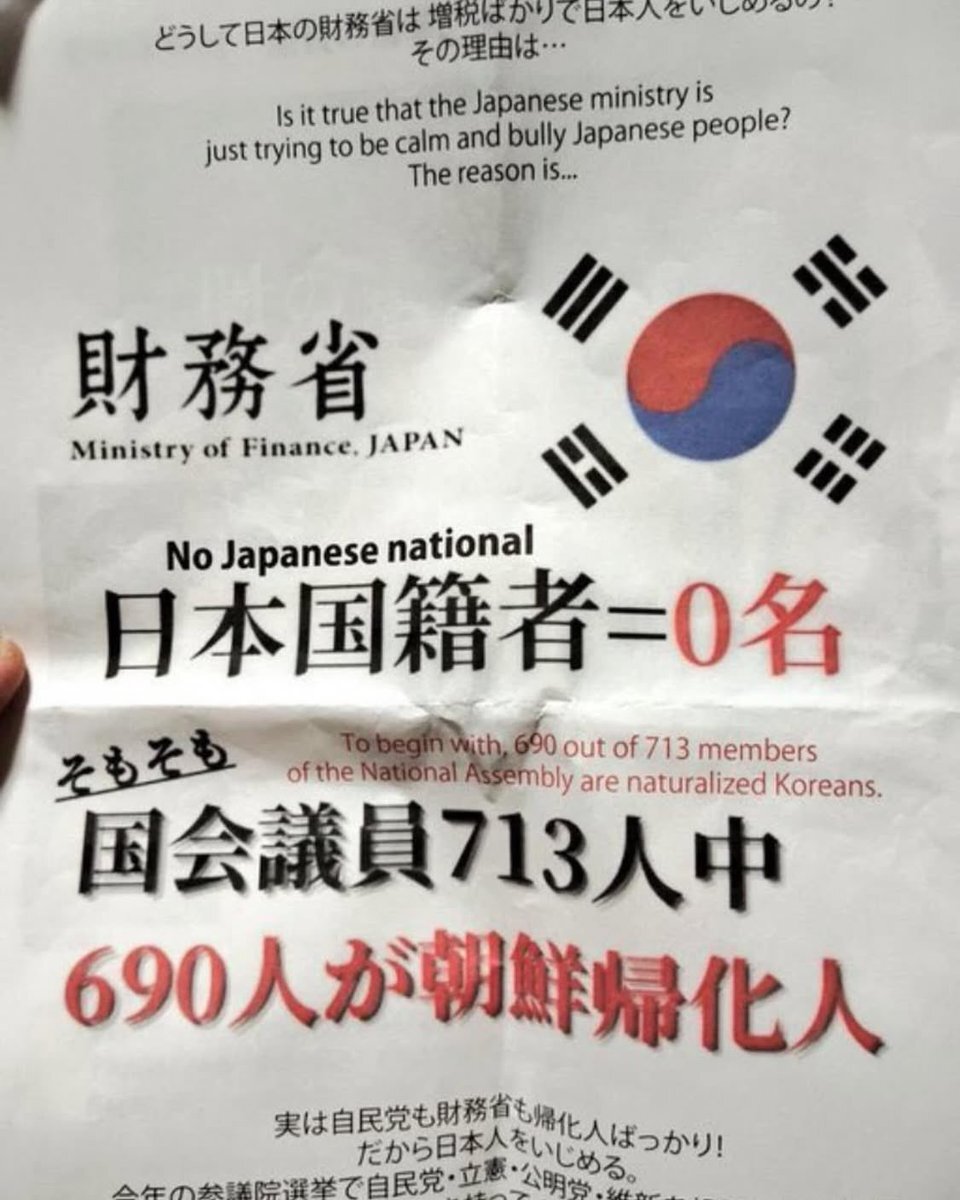 どうして日本の財務省は 増税ばかりで日本人をいじめるの?
その理由は…
Is it true that the Japanese ministry is
just trying to be calm and bully Japanese people?
The reason is...
財務省
Ministry of Finance, JAPAN
No Japanese national
日本国籍者=0名
そもそも
To begin with, 690 out of 713 members
of the National Assembly are naturalized Koreans.
国会議員713人中
690人が朝鮮帰化人
実は自民党も財務省も帰化人ばっかり!
だから日本人をいじめる。
今年の参議院選挙で自民党・立憲・公明党・維新